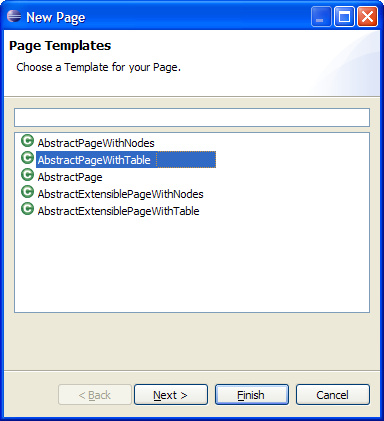 New Page
Page Templates
Choose a Template for your Page.
AbstractPageWithNodes
AbstractPageWithTable
AbstractPage
AbstractExtensiblePageWithNodes
AbstractExtensiblePageWithTable
< Back
Next >
Finish
Cancel